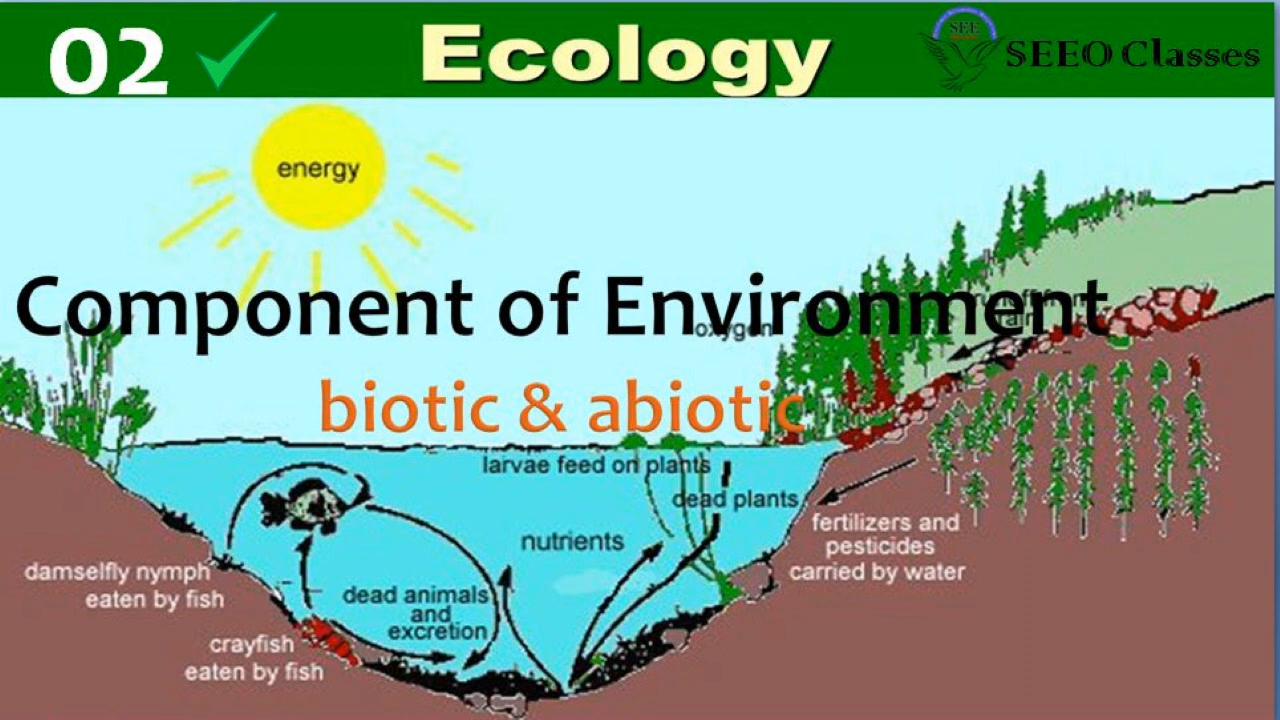 02
Ecology
SEE
SEEO Classes
energy
Component of Environment
oxygen
biotic & abiotic
larvae feed on plants
dead plants
nutrients
fertilizers and
pesticides
carried by water
damselfly nymph
eaten by fish
dead animals
and
excretion
crayfish
eaten by fish